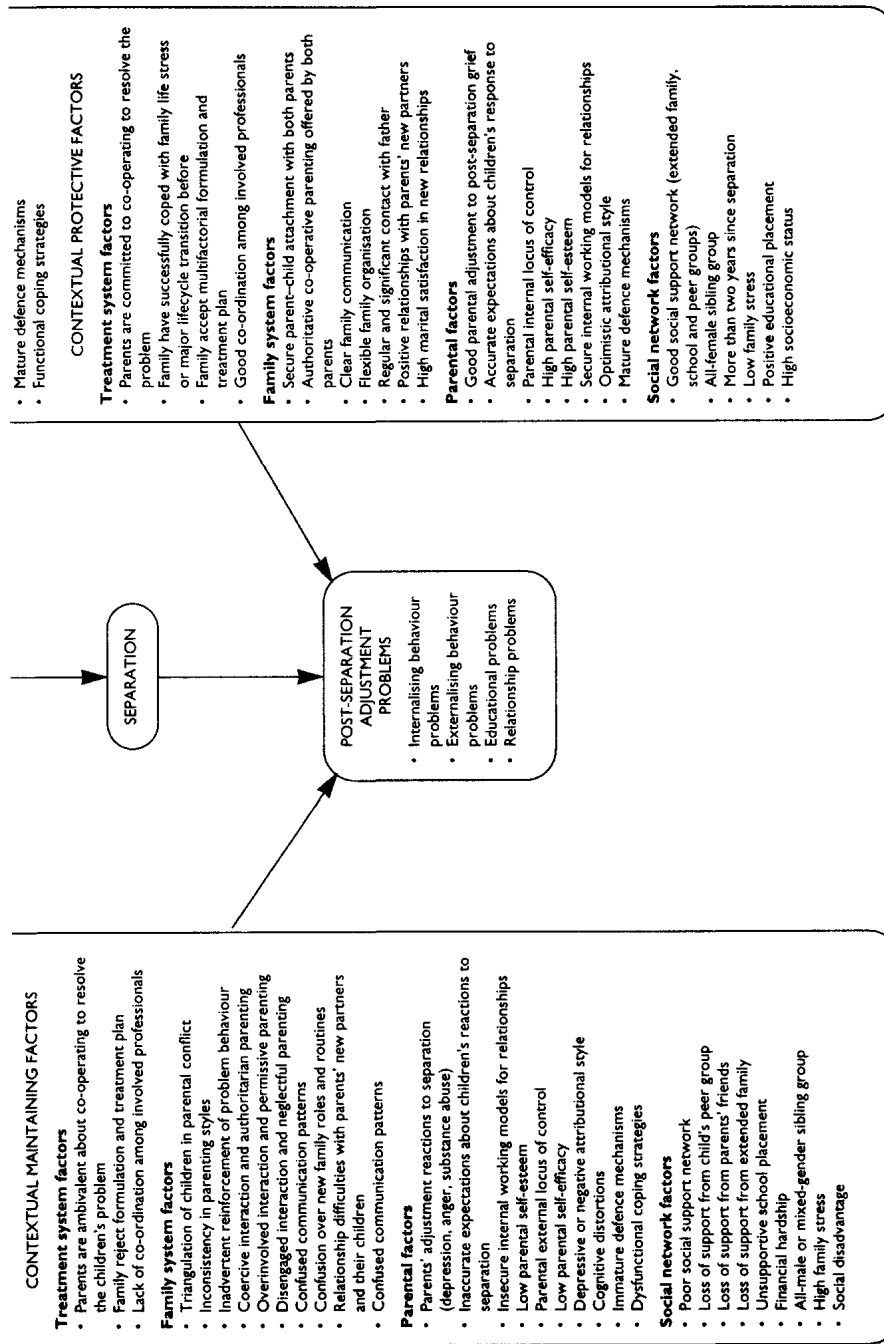 CONTEXTUAL MAINTAINING FACTORS
Treatment system factors
• Parents are ambivalent about co-operating to resolve
the children's problem
• Family reject formulation and treatment plan
• Lack of co-ordination among involved professionals
Family system factors
• Triangulation of children in parental conflict
• Inconsistency in parenting styles
• Inadvertent reinforcement of problem behaviour
• Coercive interaction and authoritarian parenting
• Overinvolved interaction and permissive parenting
• Disengaged interaction and neglectful parenting
• Confused communication patterns
• Confusion over new family roles and routines
• Relationship difficulties with parents' new partners
and their children
• Confused communication patterns
Parental factors
• Parents' adjustment reactions to separation
(depression, anger, substance abuse)
• Inaccurate expectations about children's reactions to
separation
• Insecure internal working models for relationships
• Low parental self-esteem
• Parental external locus of control
• Low parental self-efficacy
• Depressive or negative attributional style
• Cognitive distortions
• Immature defence mechanisms
• Dysfunctional coping strategies
Social network factors
• Poor social support network
• Loss of support from child's peer group
• Loss of support from parents' friends
• Loss of support from extended family
• Unsupportive school placement
• Financial hardship
• All-male or mixed-gender sibling group
• High family stress
• Social disadvantage
SEPARATION
POST-SEPARATION
ADJUSTMENT
PROBLEMS
• Internalising behaviour
problems
• Externalising behaviour
problems
• Educational problems
• Relationship problems
• Mature defence mechanisms
• Functional coping strategies
CONTEXTUAL PROTECTIVE FACTORS
Treatment system factors
• Parents are committed to co-operating to resolve the
problem
• Family have successfully coped with family life stress
or major lifecycle transition before
• Family accept multifactorial formulation and
treatment plan
• Good co-ordination among involved professionals
Family system factors
• Secure parent–child attachment with both parents
• Authoritative co-operative parenting offered by both
parents
• Clear family communication
• Flexible family organisation
• Regular and significant contact with father
• Positive relationships with parents' new partners
• High marital satisfaction in new relationships
Parental factors
• Good parental adjustment to post-separation grief
• Accurate expectations about children's response to
separation
• Parental internal locus of control
• High parental self-efficacy
• High parental self-esteem
• Secure internal working models for relationships
• Optimistic attributional style
• Mature defence mechanisms
Social network factors
• Good social support network (extended family,
school and peer groups)
• All-female sibling group
• More than two years since separation
• Low family stress
• Positive educational placement
• High socioeconomic status